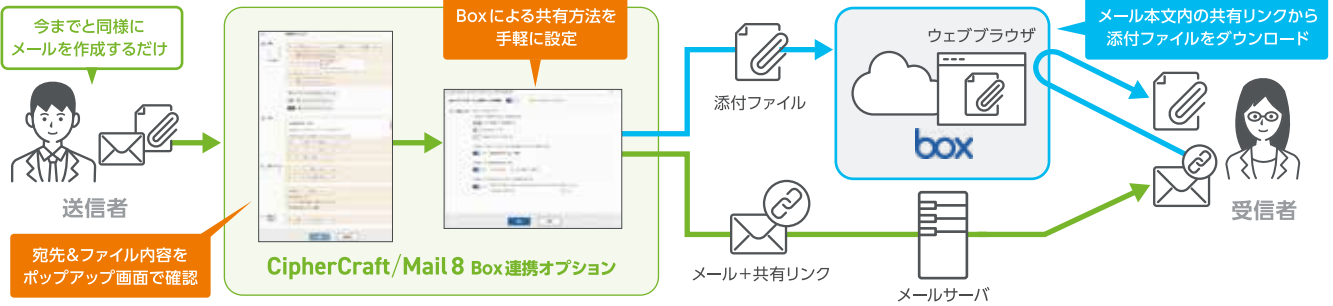 今までと同様に
メールを作成するだけ
送信者
宛先＆ファイル内容を
ポップアップ画面で確認
Boxによる共有方法を
手軽に設定
CipherCraft/Mail 8 Box連携オプション
添付ファイル
メール＋共有リンク
ウェブブラウザ
box
メールサーバ
メール本文内の共有リンクから
添付ファイルをダウンロード
受信者